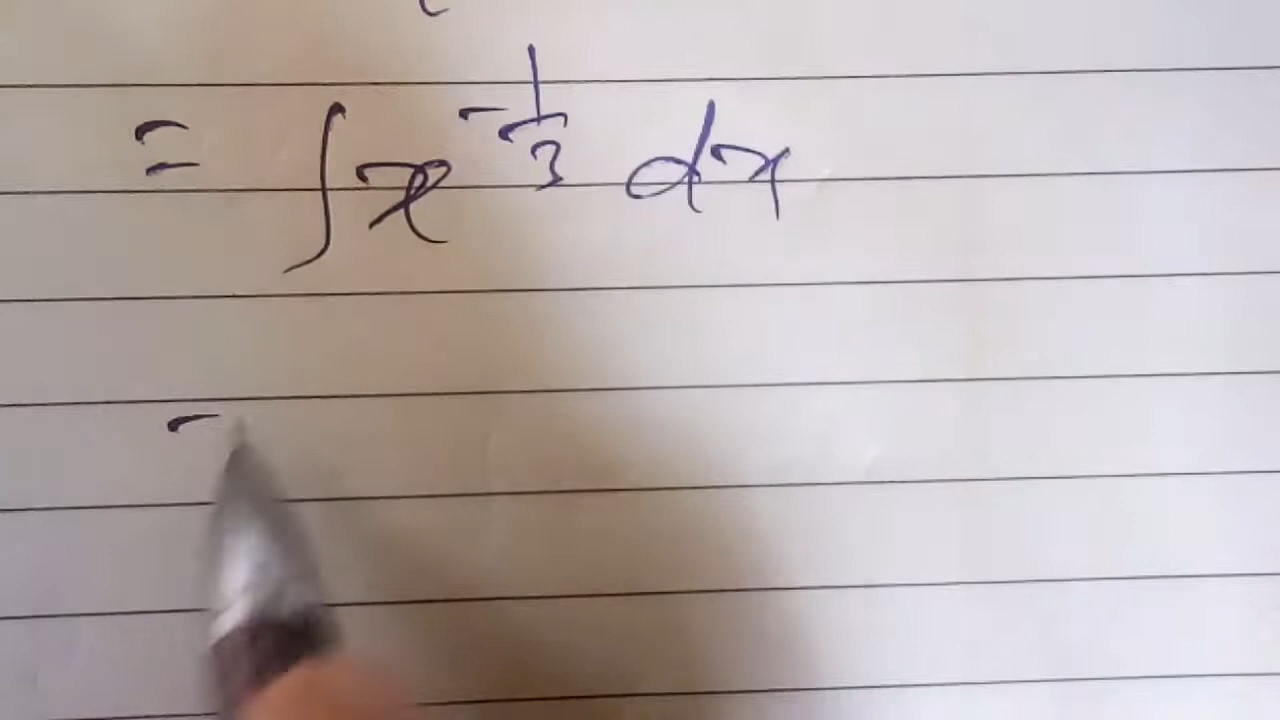 = ∫ x^{-1/3} dx
-